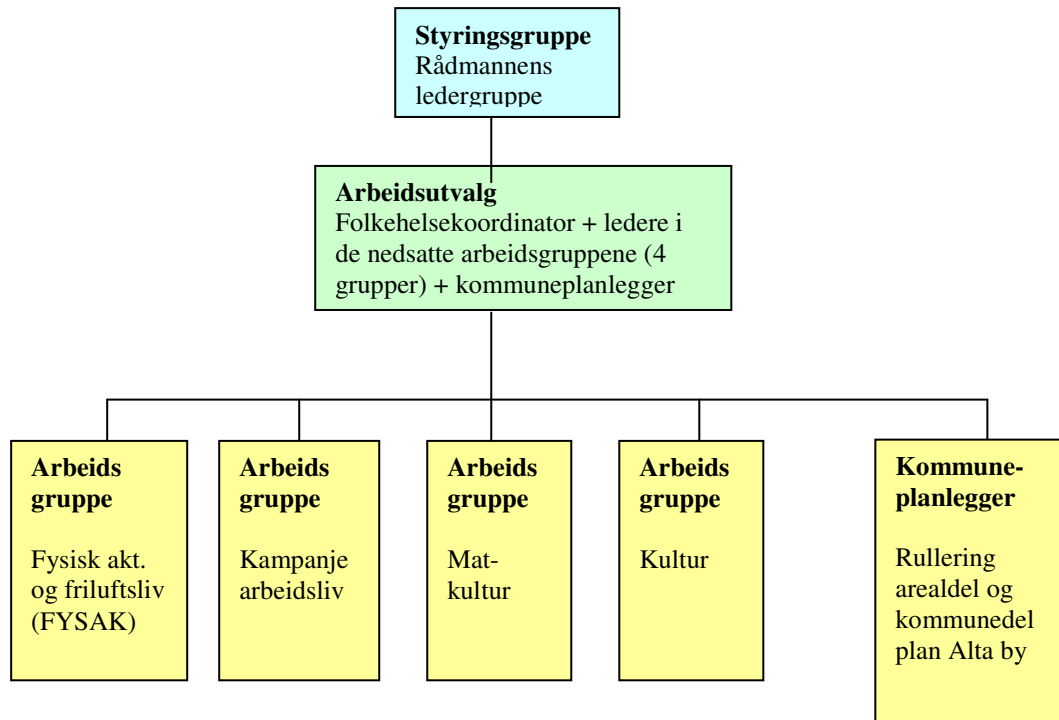 Styringsgruppe
Rådmannens
ledergruppe
Arbeidsutvalg
Folkehelsekoordinator + ledere i
de nedsatte arbeidsgruppene (4
grupper) + kommuneplanlegger
Arbeids
gruppe
Fysisk akt.
og friluftsliv
(FYSAK)
Arbeids
gruppe
Kampanje
arbeidsliv
Arbeids
gruppe
Mat-
kultur
Arbeids
gruppe
Kultur
Kommune-
planlegger
Rullering
arealdel og
kommunedel
plan Alta by